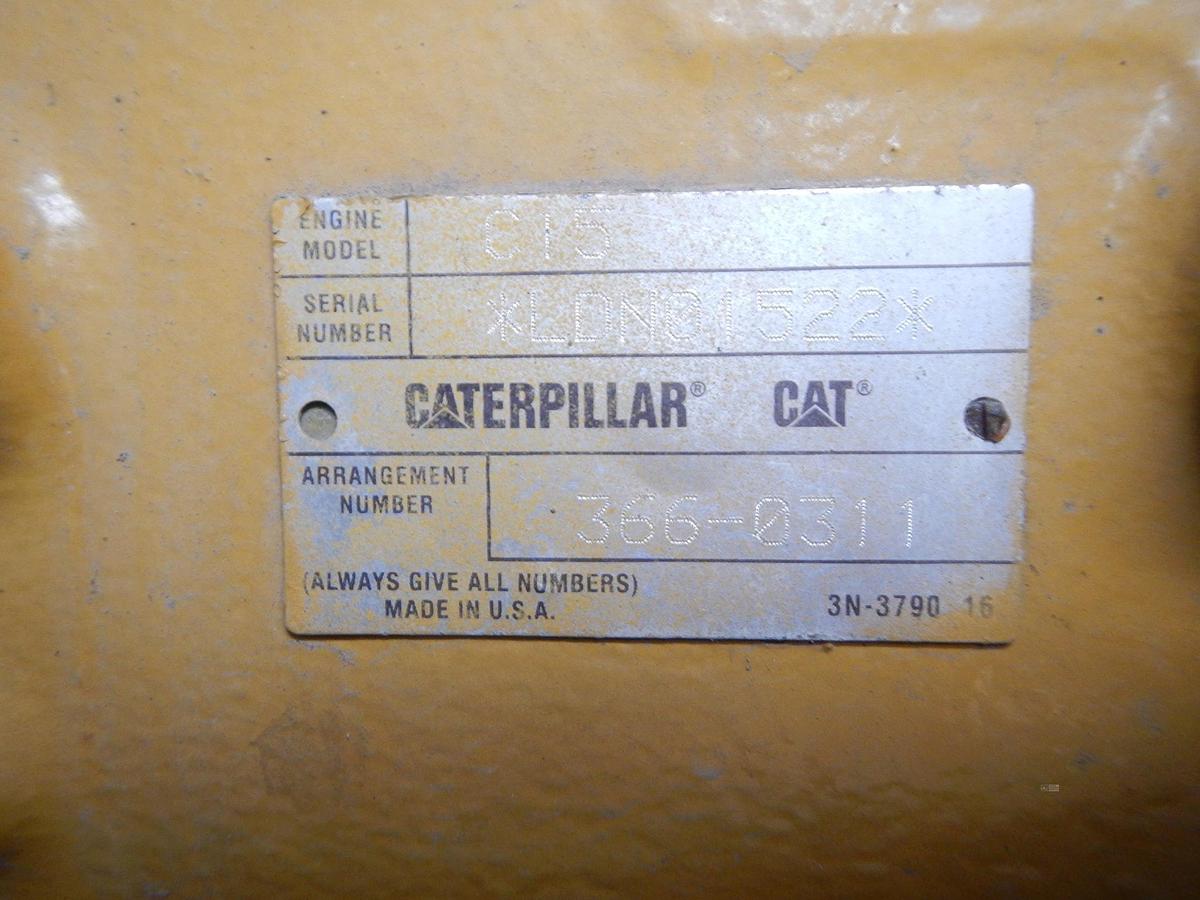 ENGINE MODEL C15
SERIAL NUMBER *LDN01522*
CATERPILLAR® CAT®
ARRANGEMENT NUMBER 366-0311
(ALWAYS GIVE ALL NUMBERS)
MADE IN U.S.A. 3N-3790 16